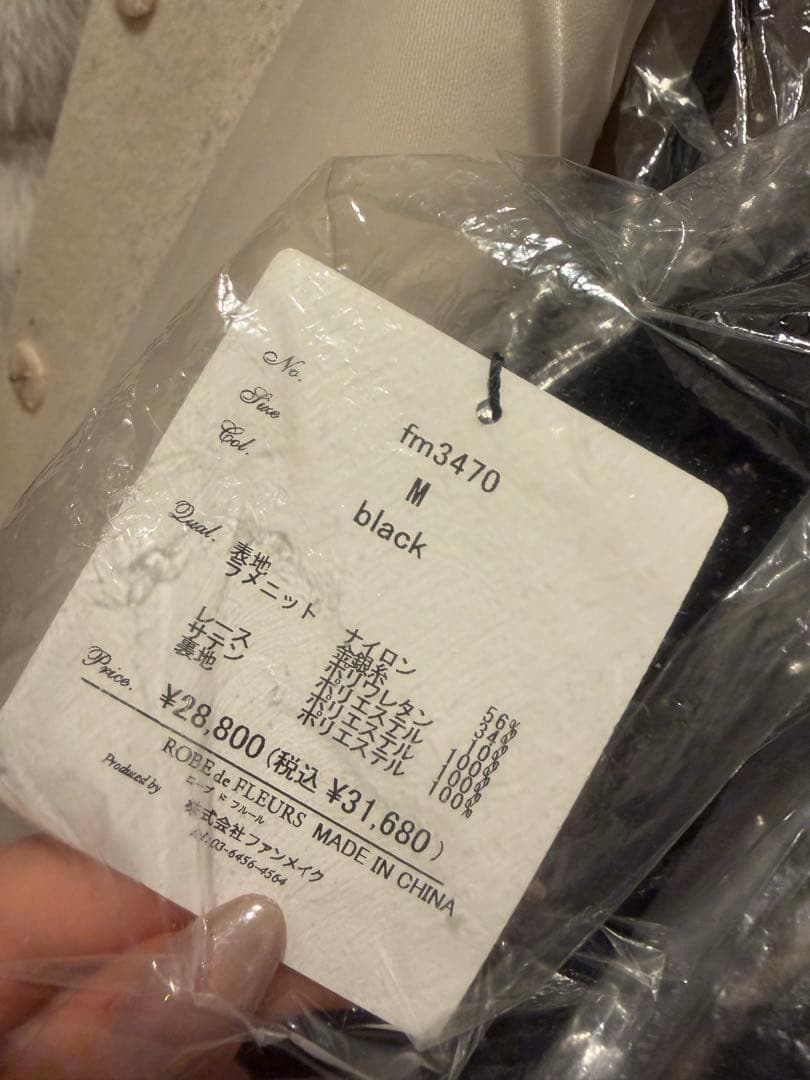 No. fm3470
Size M
Col. black
Qual. 表地
ラメニット ナイロン 56%
金銀糸 34%
ポリウレタン 10%
レース ポリエステル 100%
サテン ポリエステル 100%
裏地 ポリエステル 100%
Price. ¥28,800 (税込 ¥31,680)
ROBE de FLEURS MADE IN CHINA
ローブ ド フルール
Produced by 株式会社ファンメイク
tel:03-6456-4564